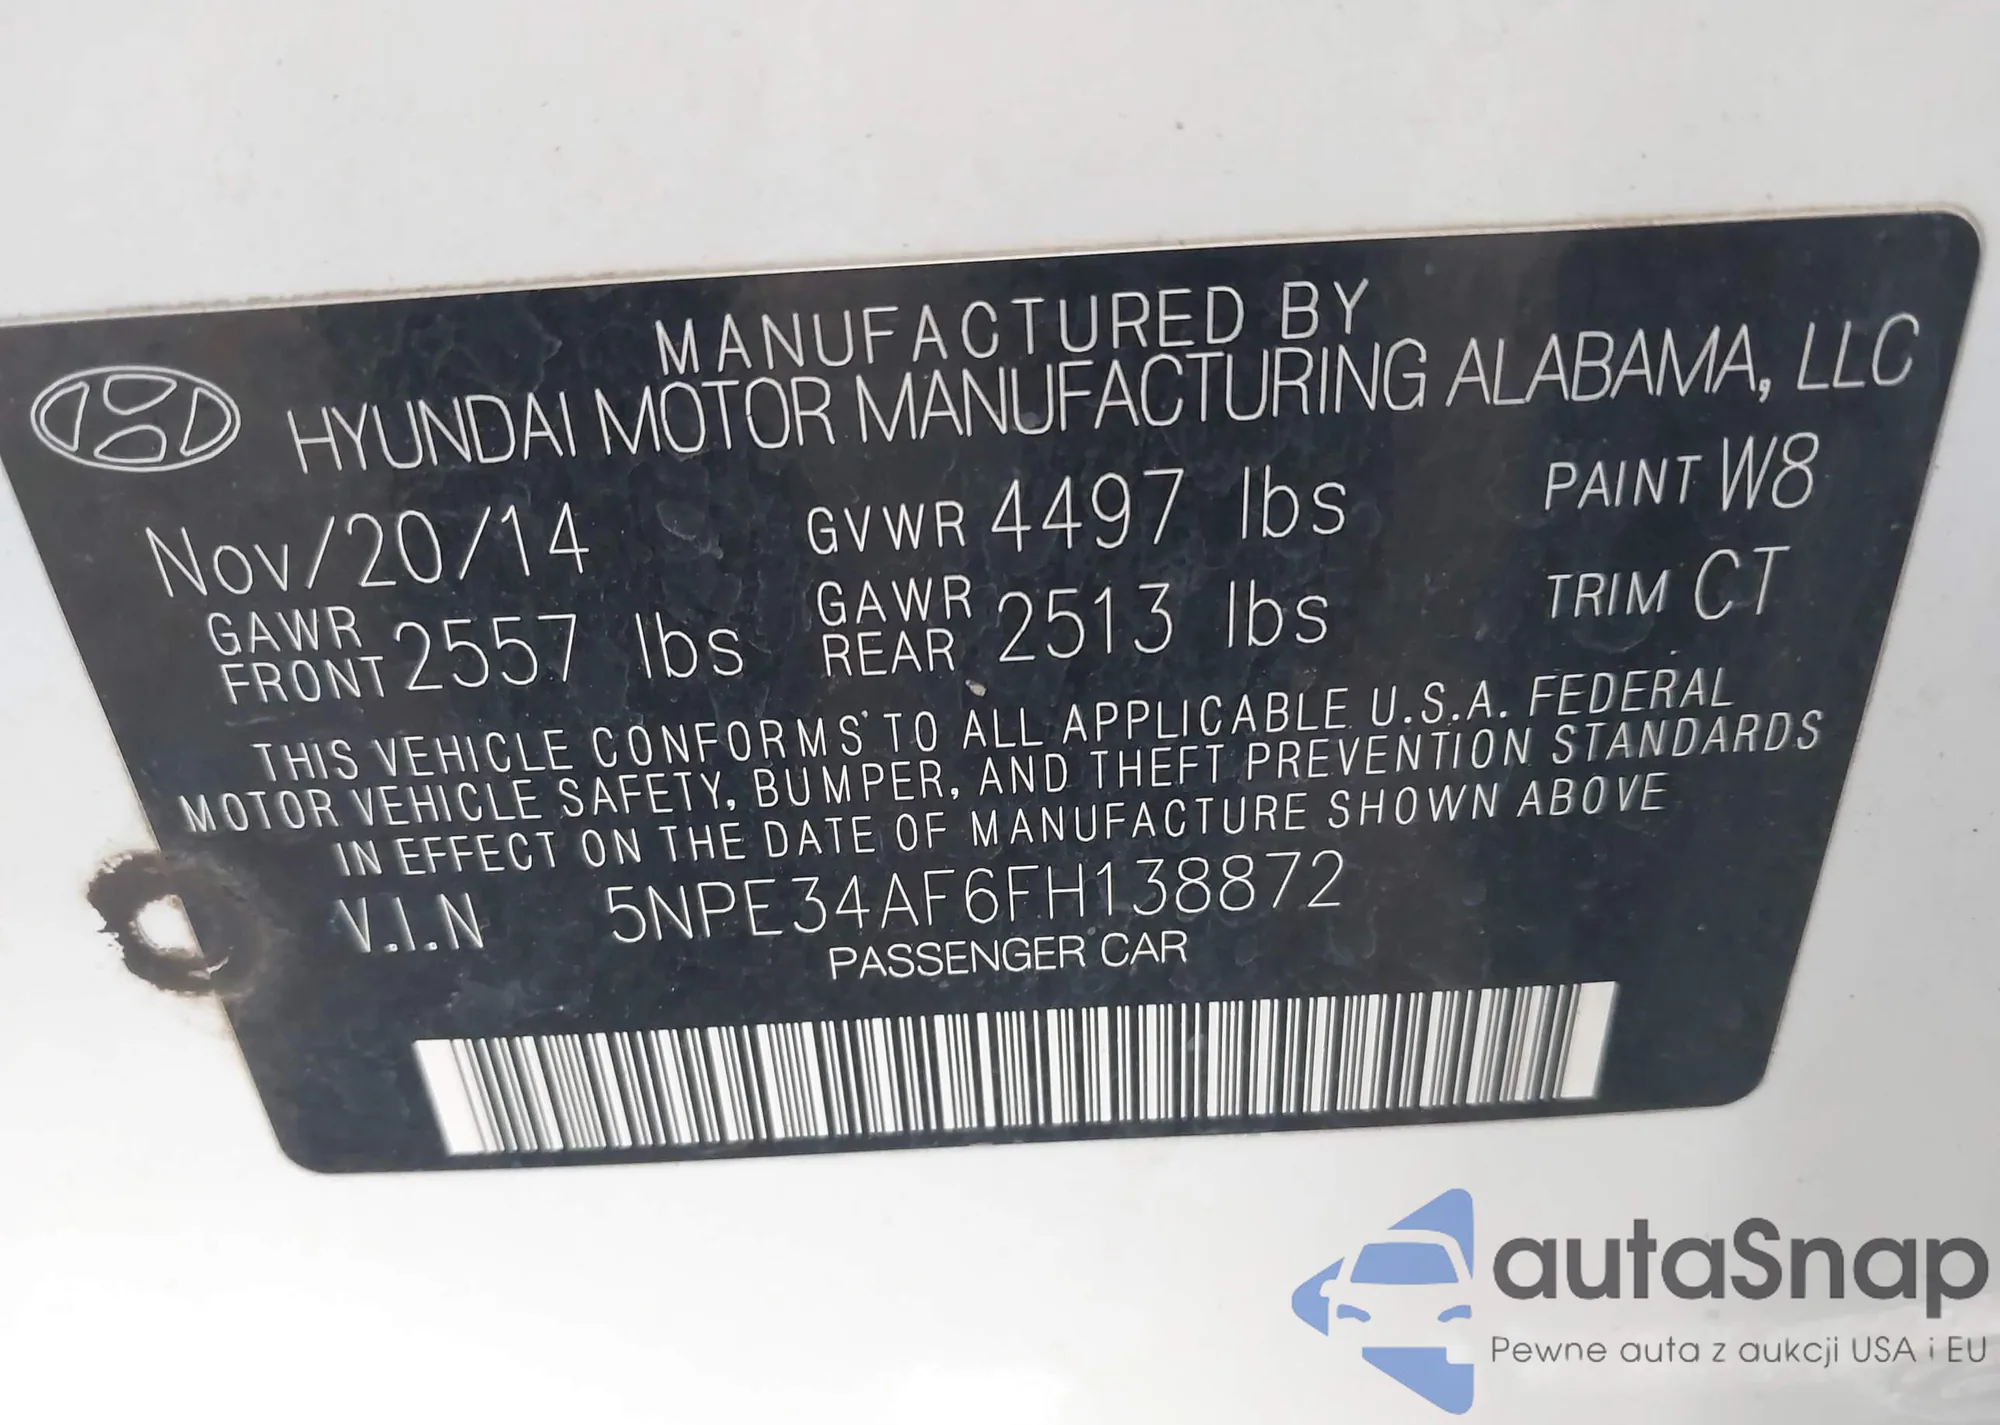 MANUFACTURED BY
HYUNDAI MOTOR MANUFACTURING ALABAMA, LLC
Nov/20/14 GVWR 4497 lbs PAINT W8
GAWR FRONT 2557 lbs GAWR REAR 2513 lbs TRIM CT
THIS VEHICLE CONFORMS TO ALL APPLICABLE U.S.A. FEDERAL
MOTOR VEHICLE SAFETY, BUMPER, AND THEFT PREVENTION STANDARDS
IN EFFECT ON THE DATE OF MANUFACTURE SHOWN ABOVE
V.I.N 5NPE34AF6FH138872
PASSENGER CAR
autaSnap
Pewne auta z aukcji USA i EU